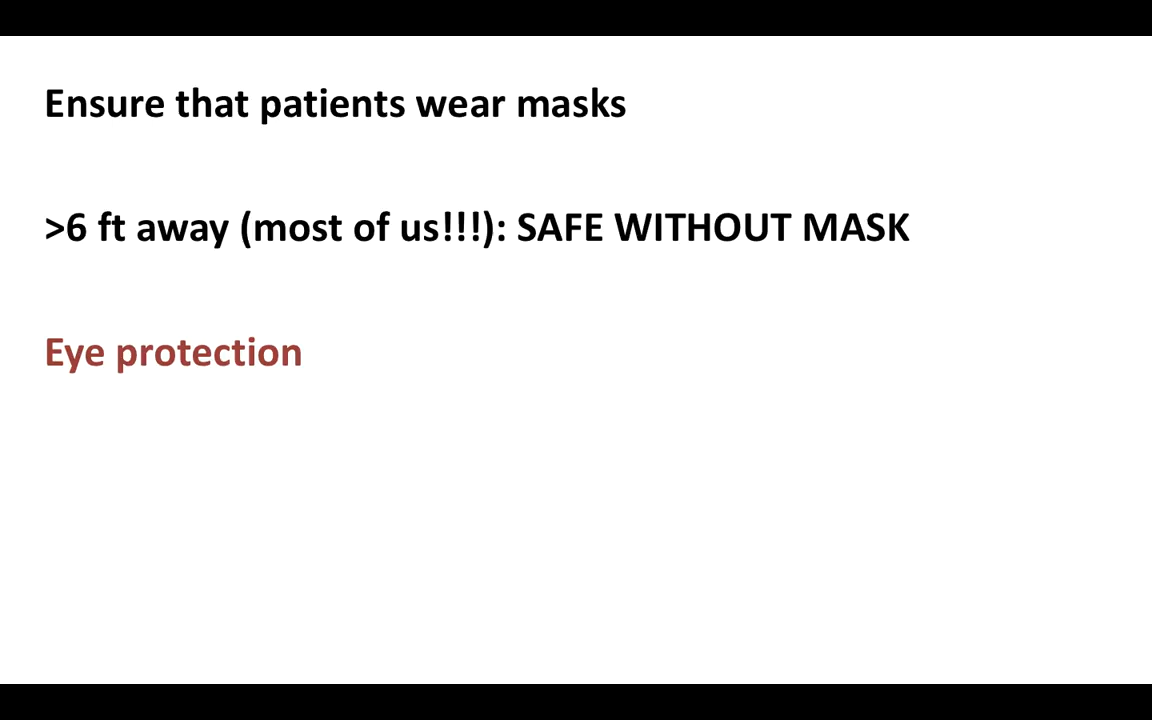 Ensure that patients wear masks
>6 ft away (most of us!!!): SAFE WITHOUT MASK
Eye protection